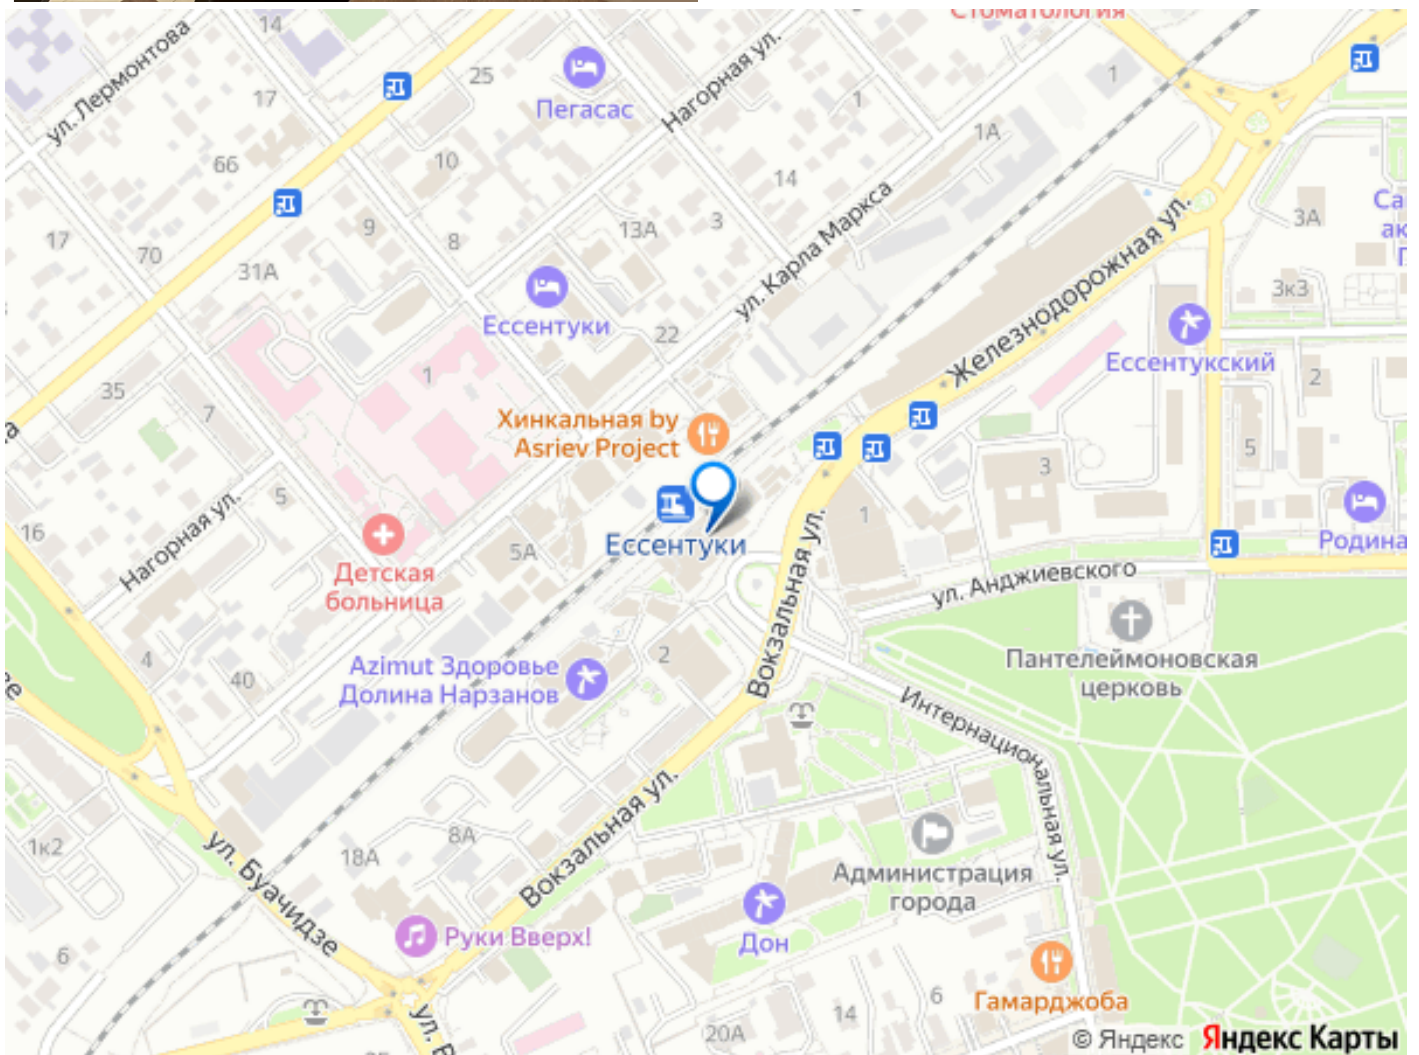 Стоматология
14
ул. Лермонтова
25
Пегасас
Нагорная ул.
1
17
1
1А
66
10
14
3А
17
9
8
13А
3
ул. Карла Маркса
70
31А
3к3
Ессентуки
22
Железнодорожная ул.
Ессентукский
2
35
7
1
Хинкальная by
Asriev Project
5
3
16
5
Нагорная ул.
5А
Ессентуки
Вокзальная ул.
1
Родина
Детская
больница
ул. Анджиевского
4
40
Azimut Здоровье
Долина Нарзанов
2
Пантелеймоновская
церковь
Интернациональная ул.
1к2
18А
8А
Вокзальная ул.
ул. Буачидзе
Администрация
города
6
Руки Вверх!
Дон
Гамарджоба
6
14
20А
© Яндекс Яндекс Карты